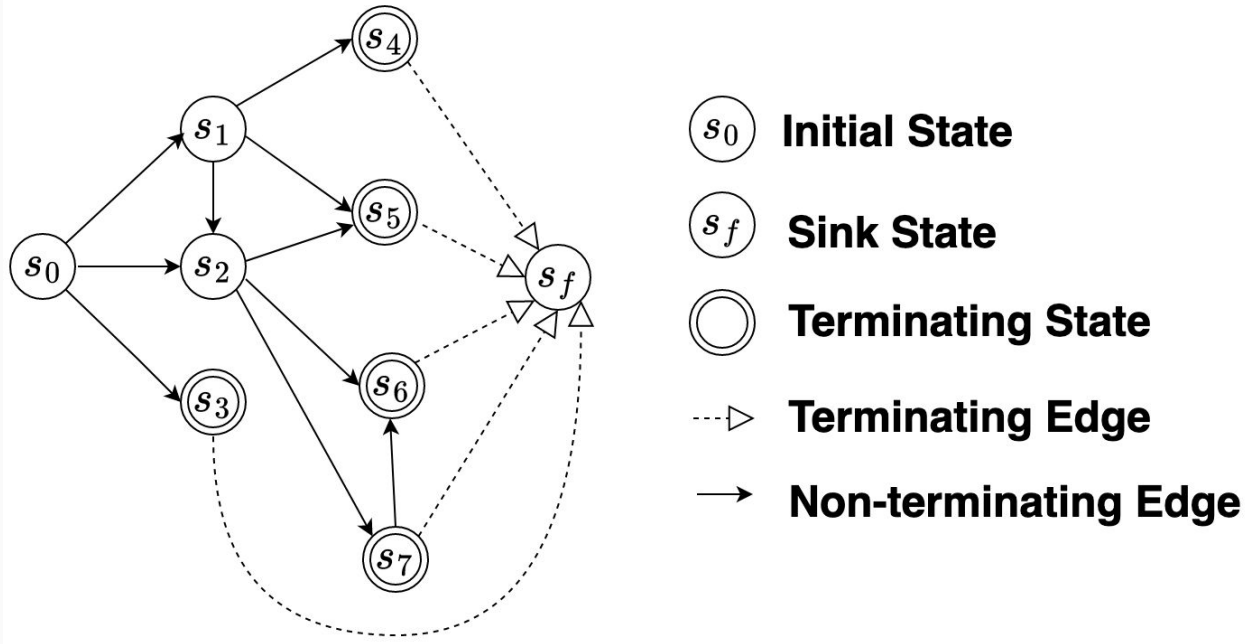 s4
s1
s0 Initial State
s5
sf Sink State
s0
s2
sf
Terminating State
s6
s3
Terminating Edge
Non-terminating Edge
s7